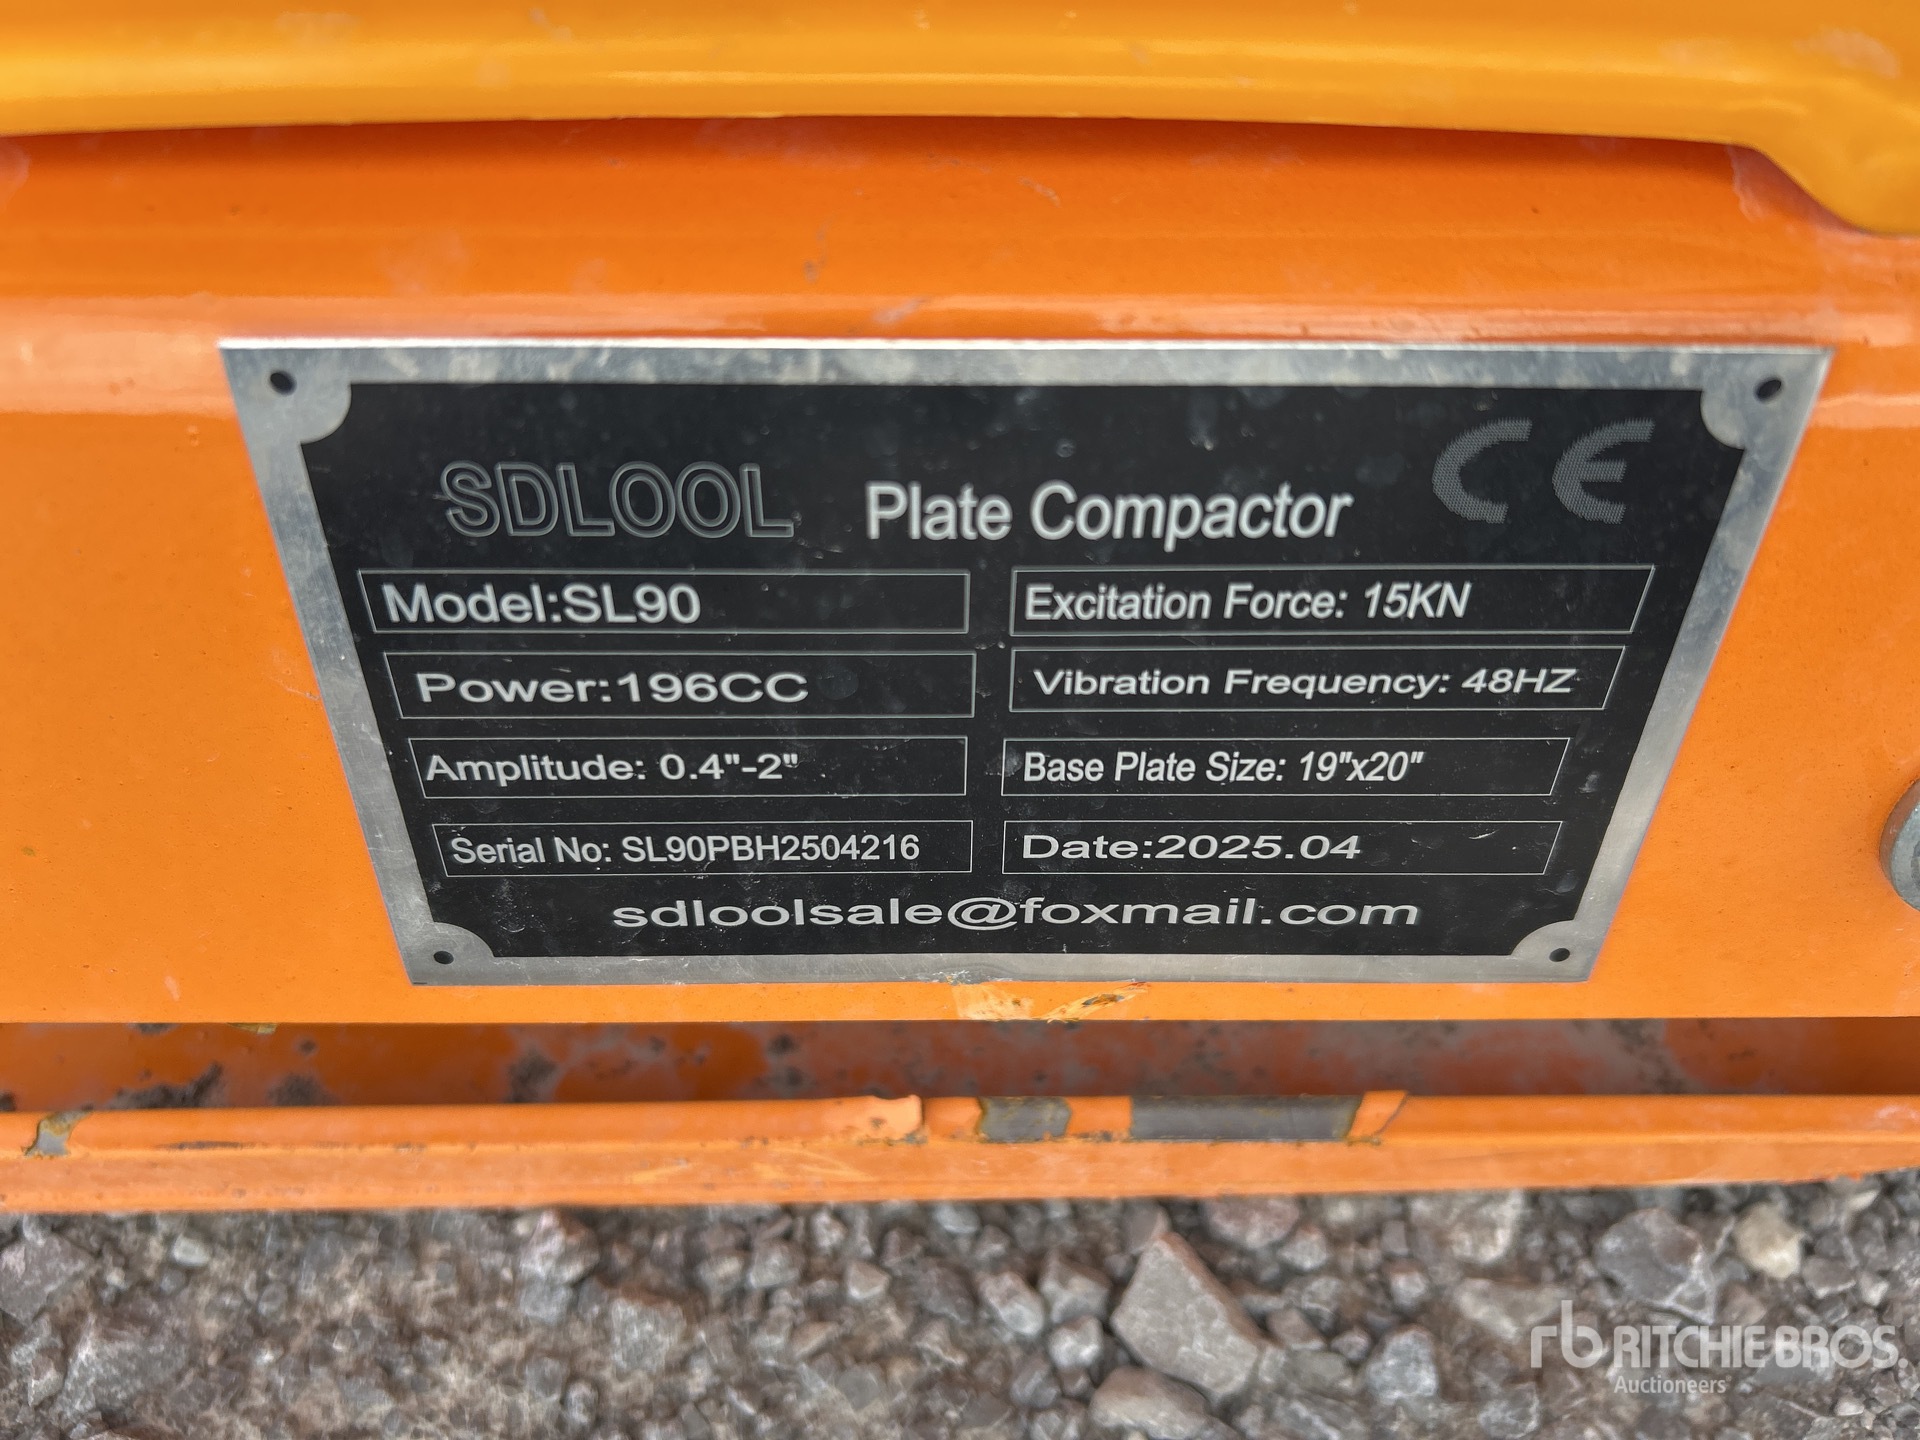 SDLOOL Plate Compactor CE
Model:SL90 Excitation Force: 15KN
Power:196CC Vibration Frequency: 48HZ
Amplitude: 0.4"-2" Base Plate Size: 19"x20"
Serial No: SL90PBH2504216 Date:2025.04
sdloolsale@foxmail.com
rb RITCHIE BROS.
Auctioneers